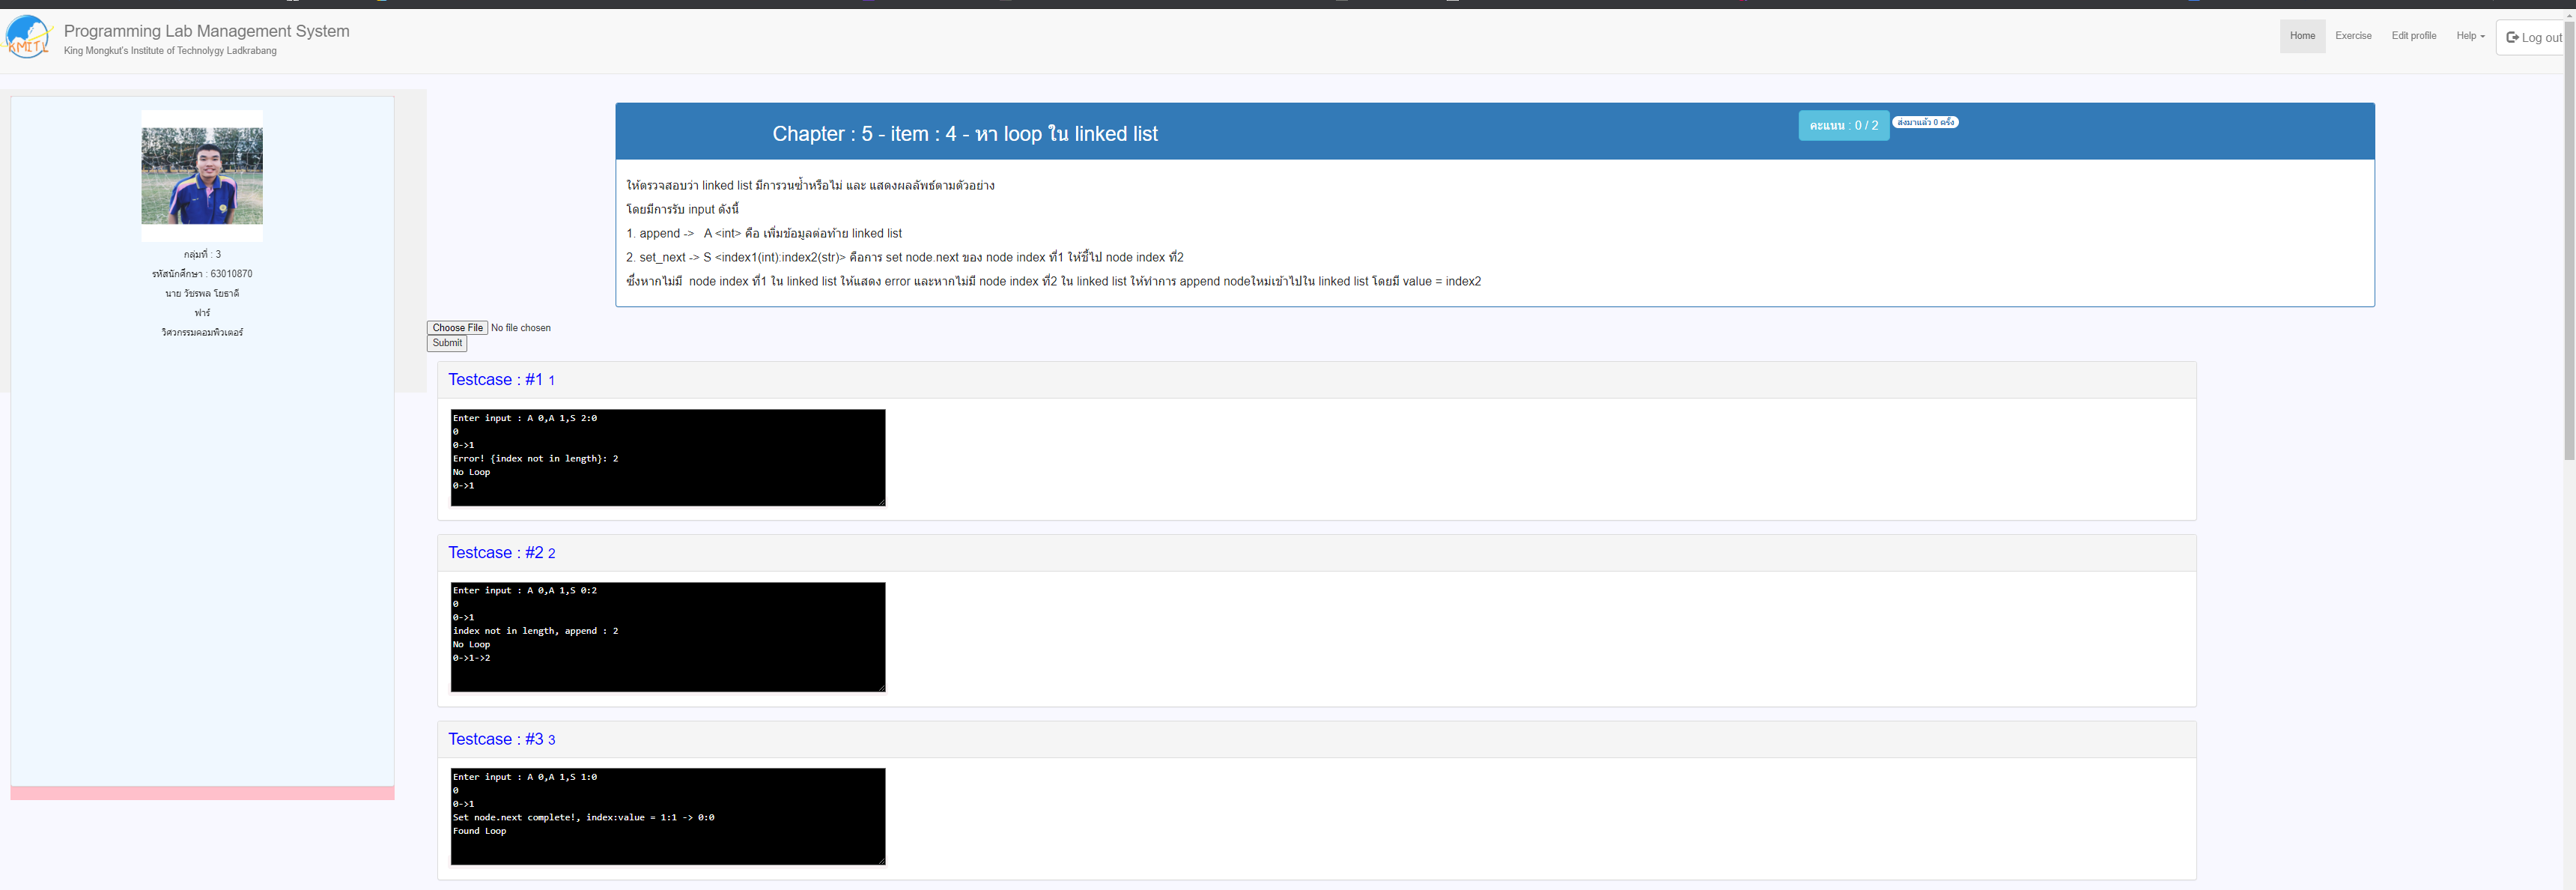 KMITL
Programming Lab Management System
King Mongkut's Institute of Technolygy Ladkrabang
Home
Exercise
Edit profile
Help
Log out
กลุ่มที่ : 3
รหัสนักศึกษา : 63010870
นาย วัชรพล โยธาดี
ฟาร์
วิศวกรรมคอมพิวเตอร์
Chapter : 5 - item : 4 - หา loop ใน linked list
คะแนน : 0 / 2
ส่งมาแล้ว 0 ครั้ง
ให้ตรวจสอบว่า linked list มีการวนซ้ำหรือไม่ และ แสดงผลลัพธ์ตามตัวอย่าง
โดยมีการรับ input ดังนี้
1. append -> A <int> คือ เพิ่มข้อมูลต่อท้าย linked list
2. set_next -> S <index1(int):index2(str)> คือการ set node.next ของ node index ที่1 ให้ชี้ไป node index ที่2
ซึ่งหากไม่มี node index ที่1 ใน linked list ให้แสดง error และหากไม่มี node index ที่2 ใน linked list ให้ทำการ append nodeใหม่เข้าไปใน linked list โดยมี value = index2
Choose File No file chosen
Submit
Testcase : #1 1
Enter input : A 0,A 1,S 2:0
0
0->1
Error! {index not in length}: 2
No Loop
0->1
Testcase : #2 2
Enter input : A 0,A 1,S 0:2
0
0->1
index not in length, append : 2
No Loop
0->1->2
Testcase : #3 3
Enter input : A 0,A 1,S 1:0
0
0->1
Set node.next complete!, index:value = 1:1 -> 0:0
Found Loop